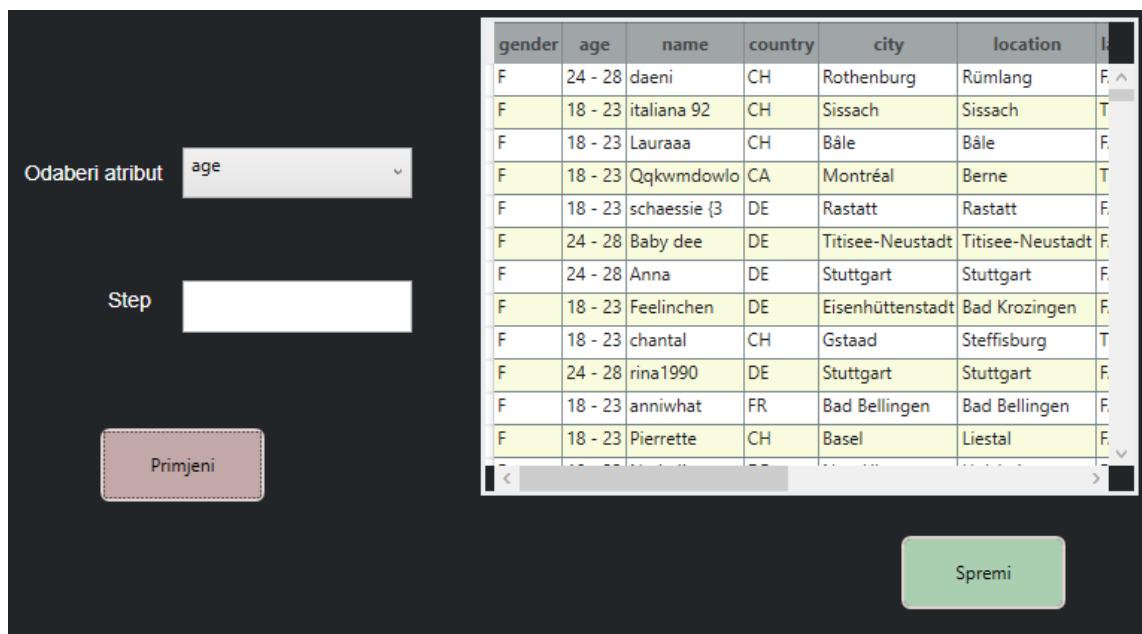 gender age name country city location
F 24 - 28 daeni CH Rothenburg Rümlang
F 18 - 23 italiana 92 CH Sissach Sissach
F 18 - 23 Lauraaa CH Bâle Bâle
F 18 - 23 Qqkwmdowlo CA Montréal Berne
F 18 - 23 schaessie {3 DE Rastatt Rastatt
F 24 - 28 Baby dee DE Titisee-Neustadt Titisee-Neustadt
F 24 - 28 Anna DE Stuttgart Stuttgart
F 18 - 23 Feelinchen DE Eisenhüttenstadt Bad Krozingen
F 18 - 23 chantal CH Gstaad Steffisburg
F 24 - 28 rina1990 DE Stuttgart Stuttgart
F 18 - 23 anniwhat FR Bad Bellingen Bad Bellingen
F 18 - 23 Pierrette CH Basel Liestal
Odaberi atribut age
Step
Primjeni
Spremi